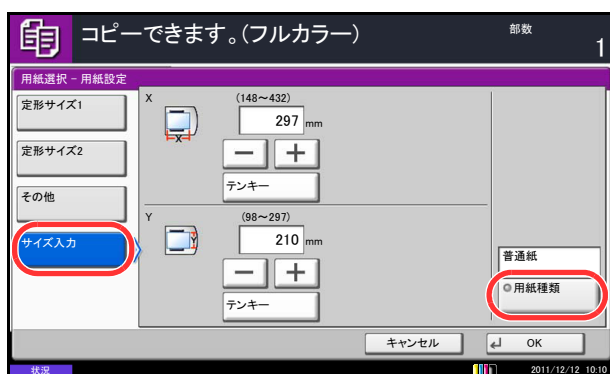 コピーできます。(フルカラー)
部数
1
用紙選択 - 用紙設定
定形サイズ1
定形サイズ2
その他
サイズ入力
X
(148～432)
297 mm
X
テンキー
Y
(98～297)
210 mm
Y
テンキー
普通紙
用紙種類
キャンセル
OK
状況
2011/12/12 10:10